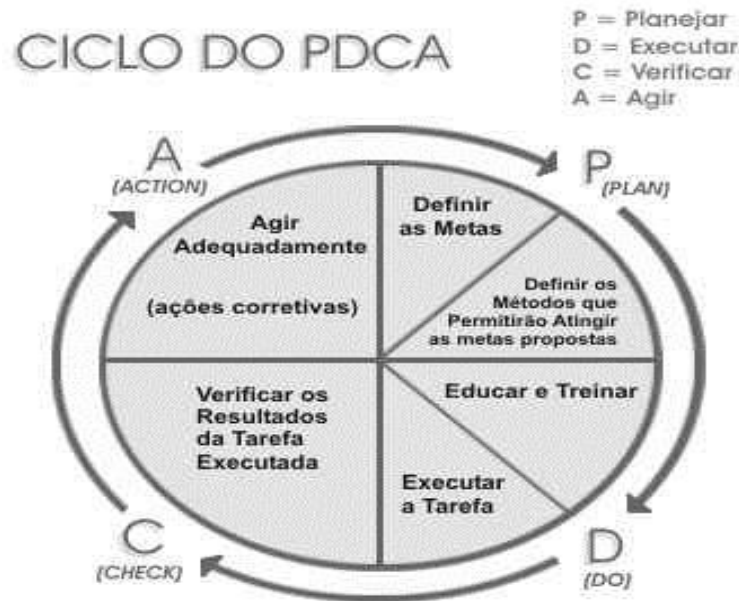 CICLO DO PDCA
P = Planejar
D = Executar
C = Verificar
A = Agir
A
(ACTION)
P
(PLAN)
Agir
Adequadamente
(ações corretivas)
Definir
as Metas
Definir os
Métodos que
Permitirão Atingir
as metas propostas
Educar e Treinar
Executar
a Tarefa
Verificar os
Resultados
da Tarefa
Executada
C
(CHECK)
D
(DO)